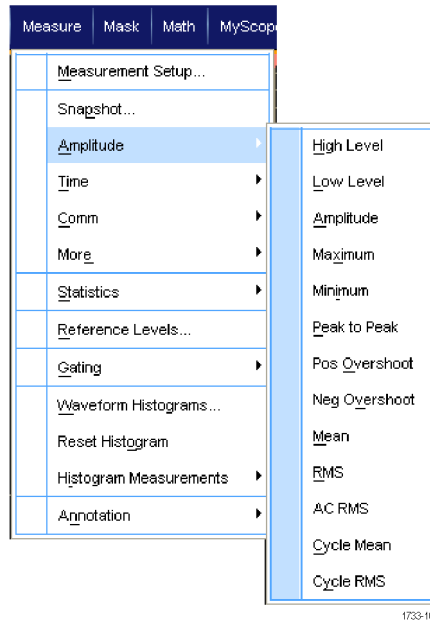 Measure Mask Math MyScop
Measurement Setup...
Snapshot...
Amplitude
Time
Comm
More
Statistics
Reference Levels...
Gating
Waveform Histograms...
Reset Histogram
Histogram Measurements
Annotation
High Level
Low Level
Amplitude
Maximum
Minimum
Peak to Peak
Pos Overshoot
Neg Overshoot
Mean
RMS
AC RMS
Cycle Mean
Cycle RMS